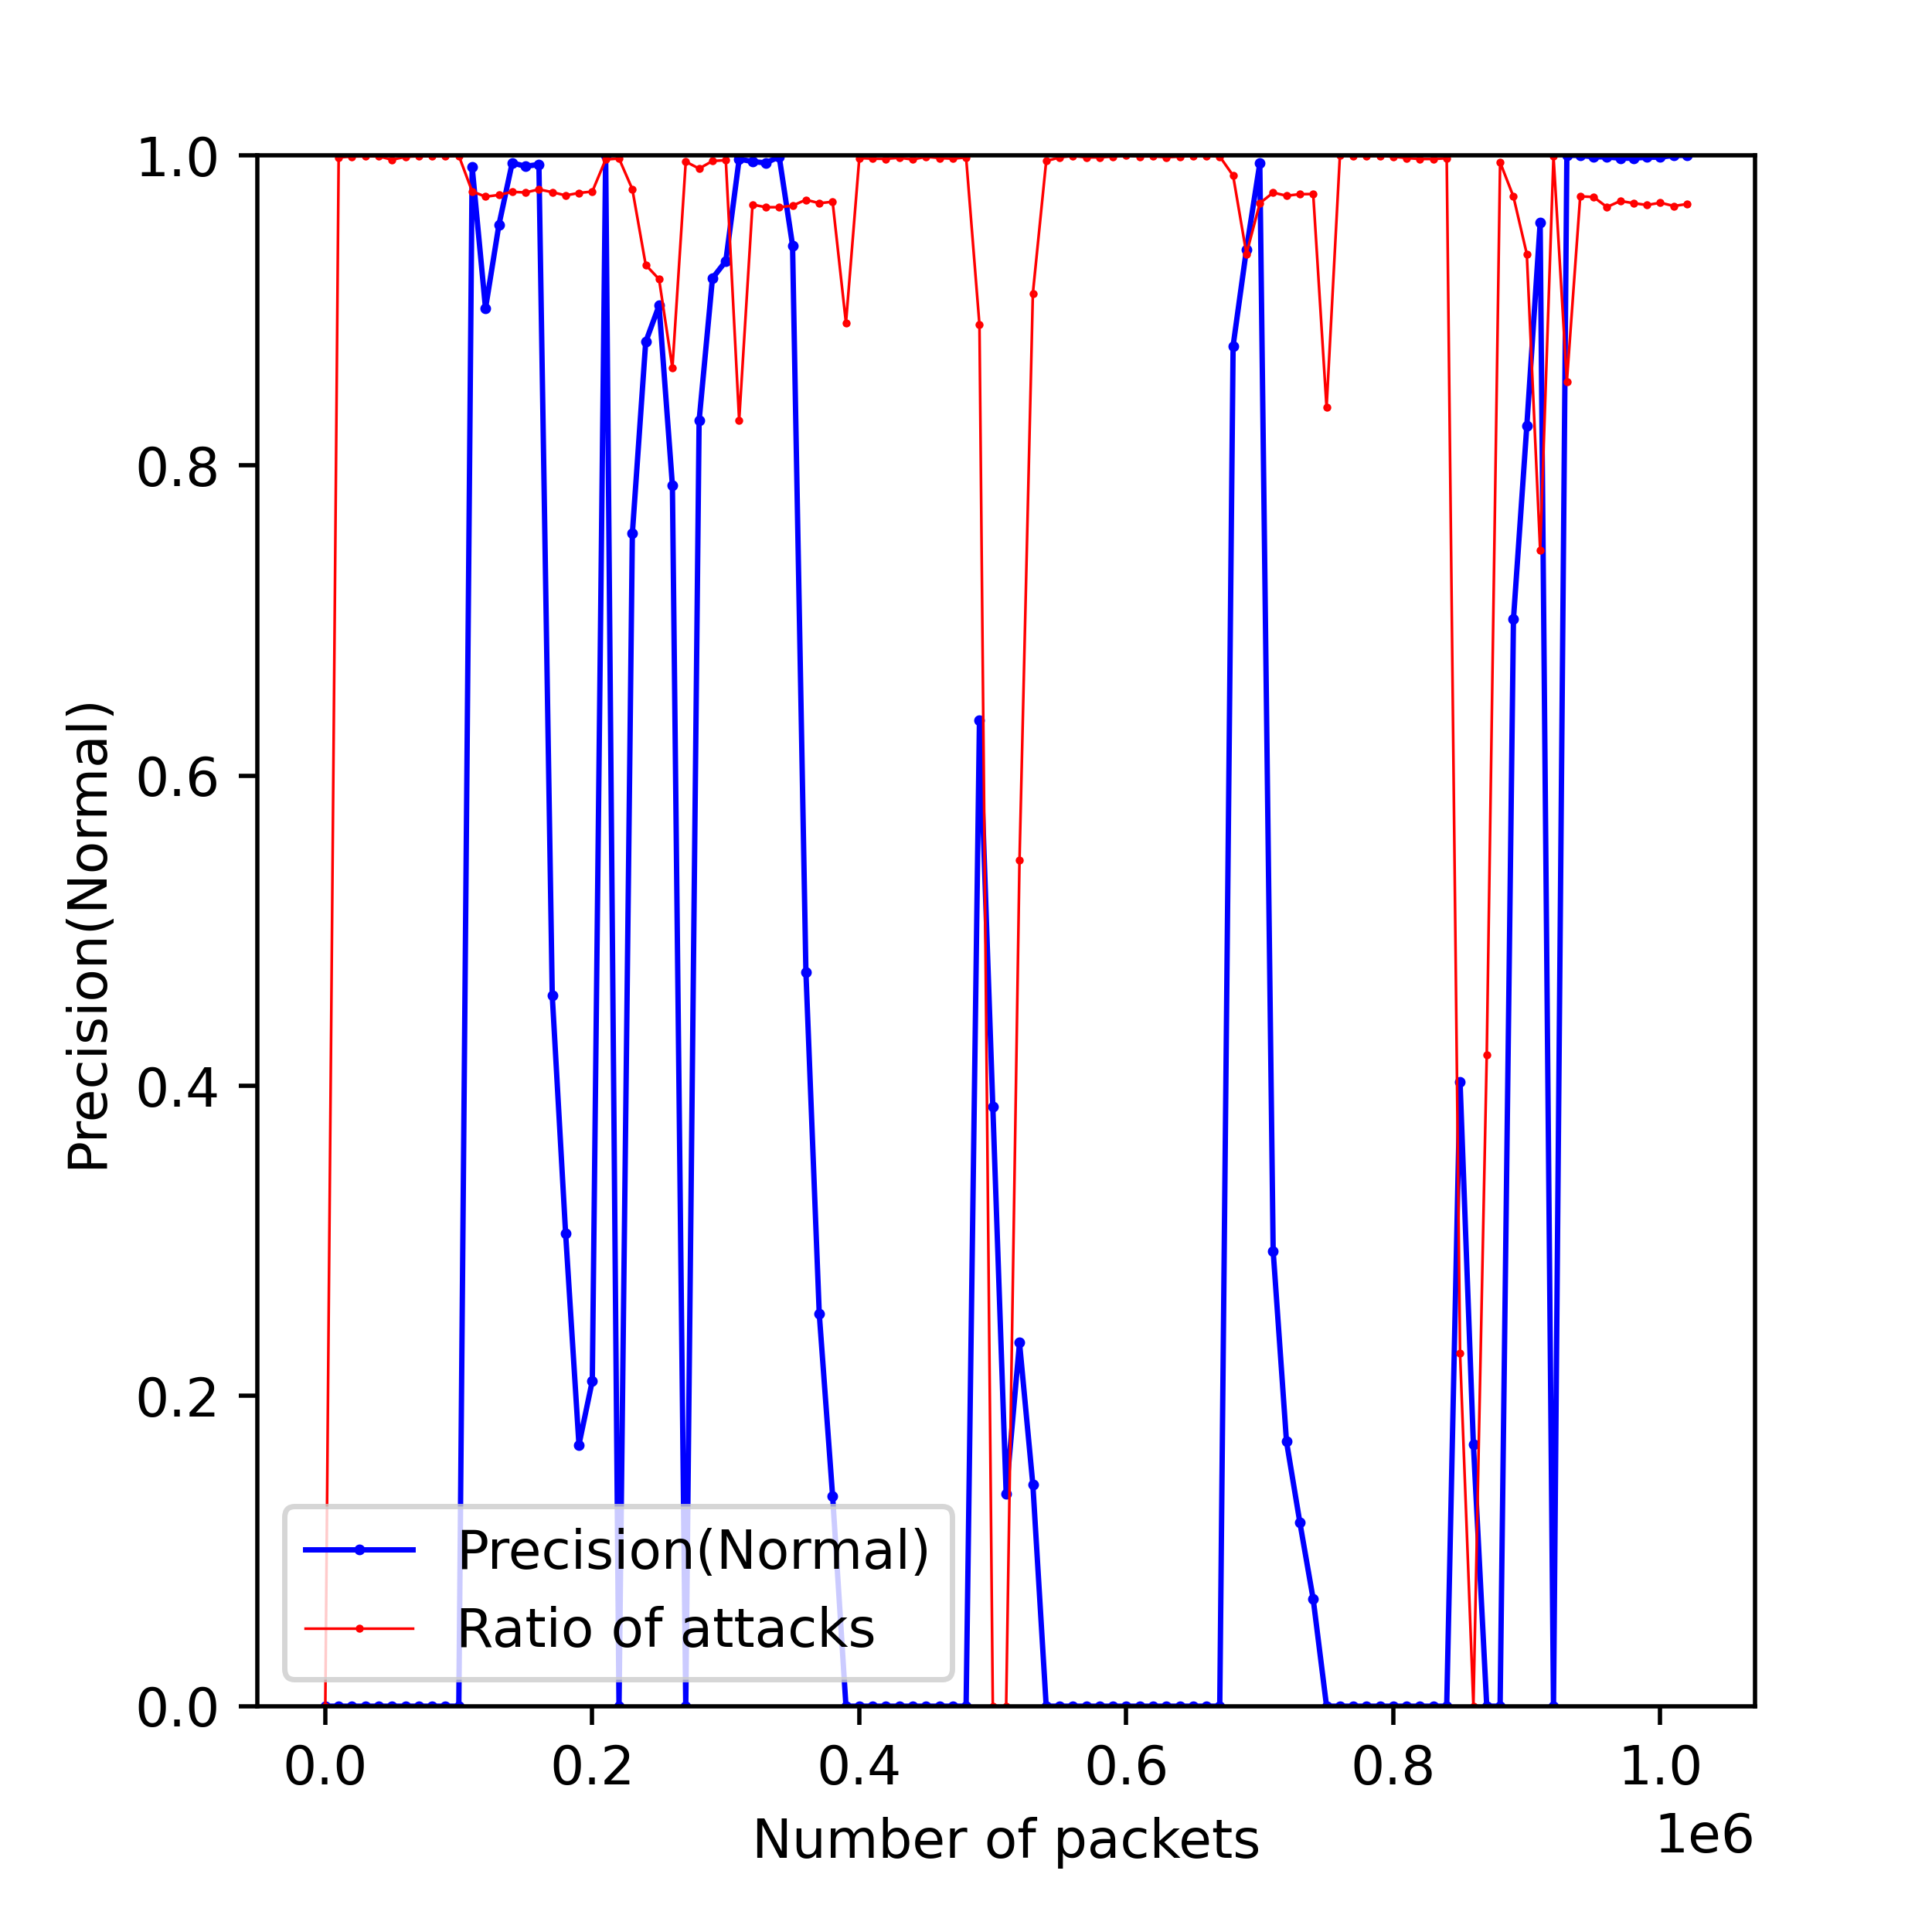 1.0
0.8
0.6
0.4
0.2
0.0
Precision(Normal)
Precision(Normal)
Ratio of attacks
0.0 0.2 0.4 0.6 0.8 1.0
1e6
Number of packets